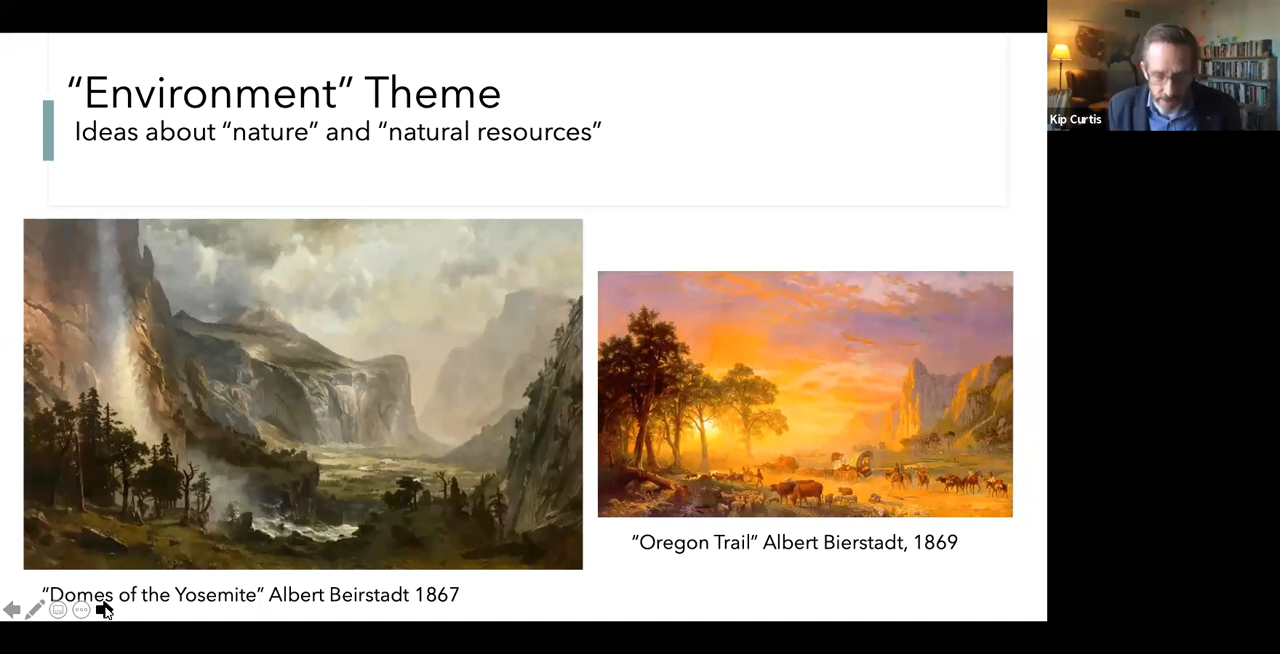 “Environment” Theme
Ideas about “nature” and “natural resources”
Kip Curtis
“Oregon Trail” Albert Bierstadt, 1869
“Domes of the Yosemite” Albert Beirstadt 1867